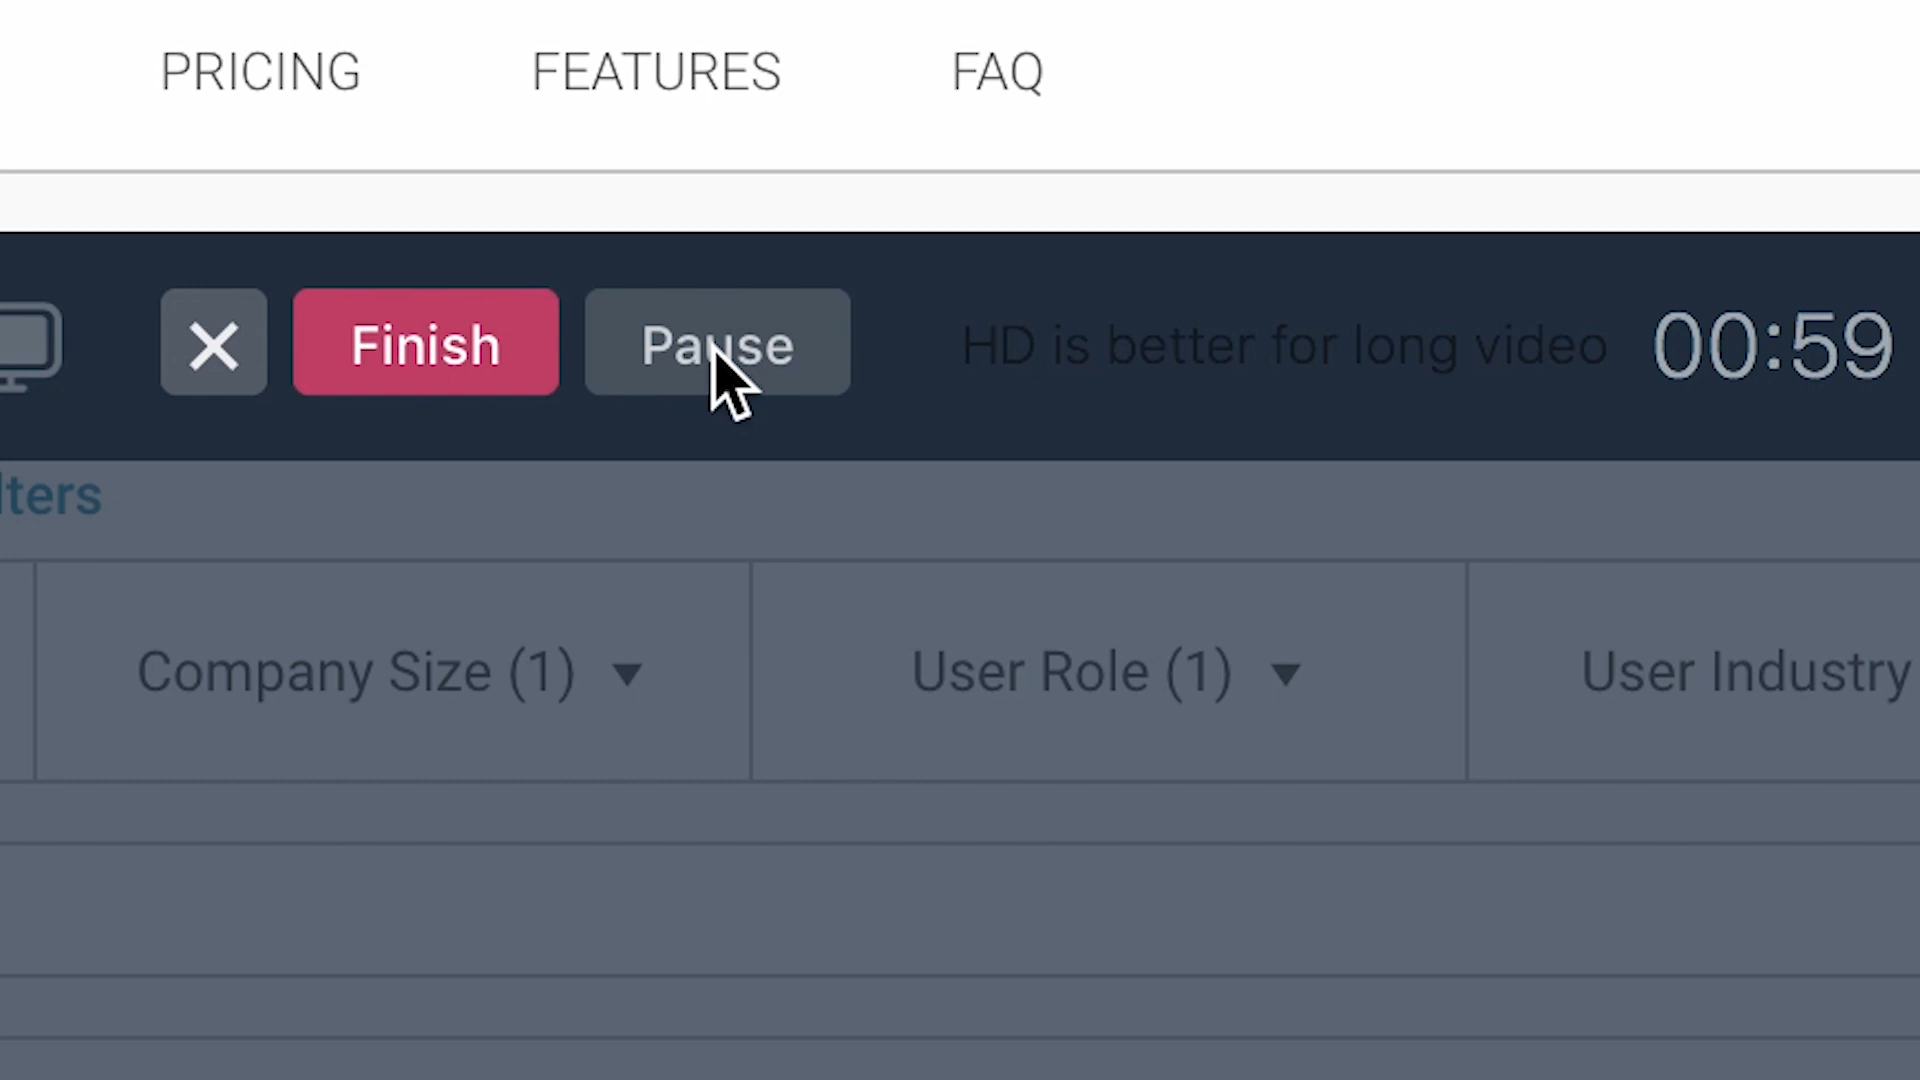 PRICING FEATURES FAQ
Finish Pause HD is better for long video 00:59
lters
Company Size (1) User Role (1) User Industry